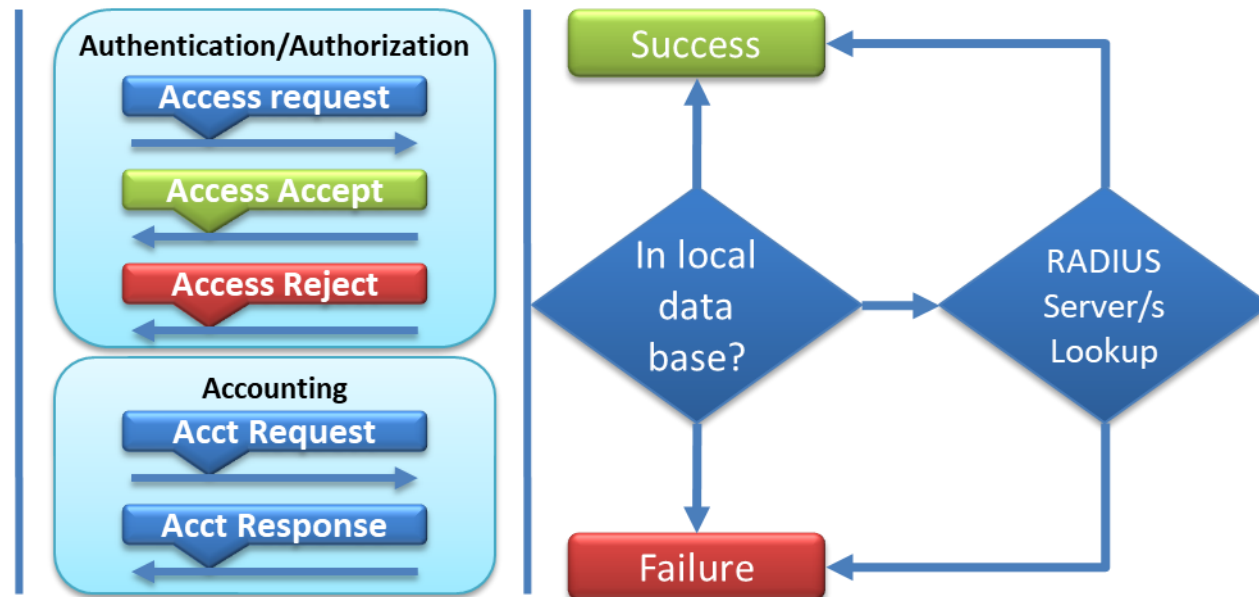 Authentication/Authorization
Access request
Access Accept
Access Reject
Accounting
Acct Request
Acct Response
Success
In local
data
base?
RADIUS
Server/s
Lookup
Failure